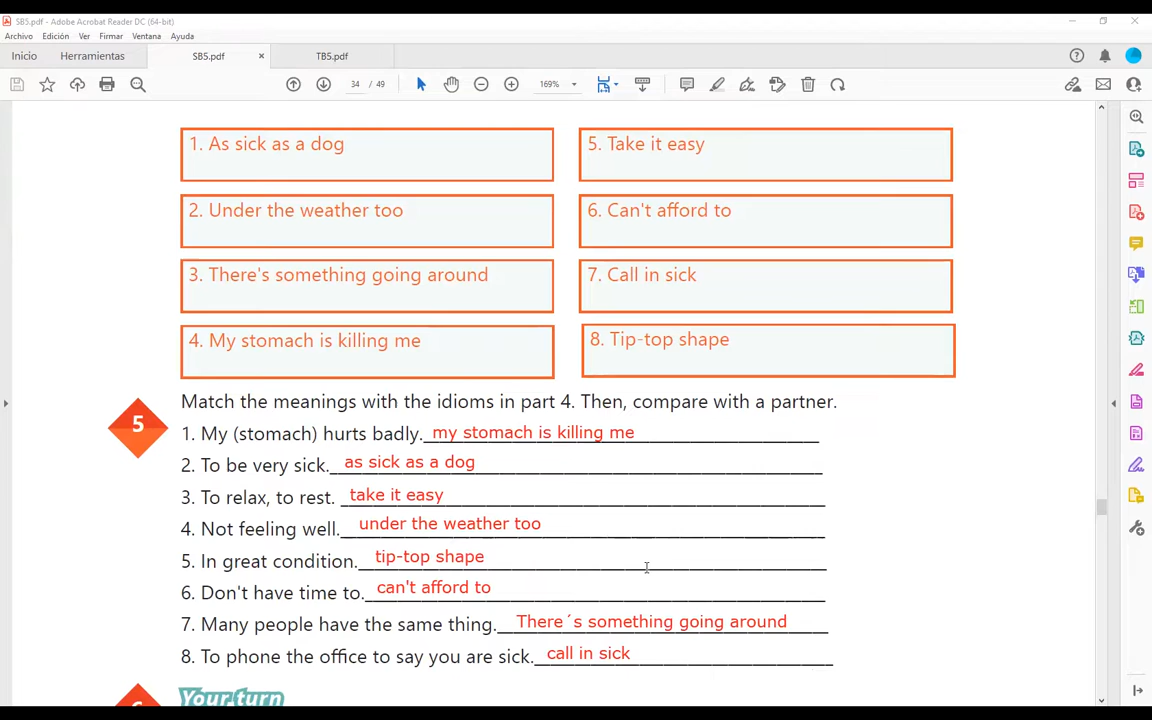 SB5.pdf - Adobe Acrobat Reader DC (64-bit)
Archivo Edición Ver Firmar Ventana Ayuda
Inicio Herramientas SB5.pdf × TB5.pdf
34 / 49 169%
1. As sick as a dog
2. Under the weather too
3. There's something going around
4. My stomach is killing me
5. Take it easy
6. Can't afford to
7. Call in sick
8. Tip-top shape
5 Match the meanings with the idioms in part 4. Then, compare with a partner.
1. My (stomach) hurts badly. my stomach is killing me
2. To be very sick. as sick as a dog
3. To relax, to rest. take it easy
4. Not feeling well. under the weather too
5. In great condition. tip-top shape
6. Don't have time to. can't afford to
7. Many people have the same thing. There´s something going around
8. To phone the office to say you are sick. call in sick
Your turn